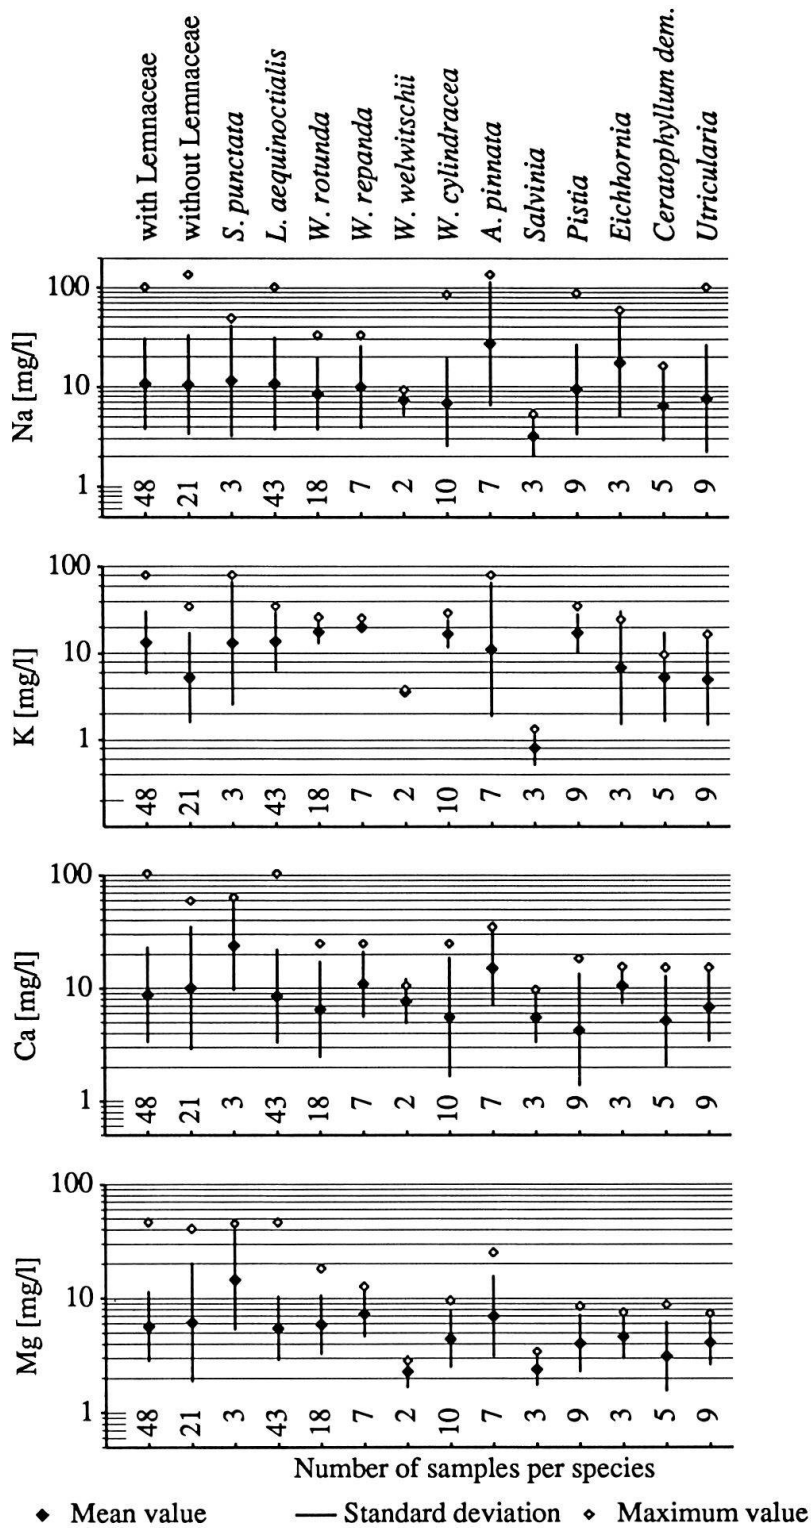 with Lemnaceae
without Lemnaceae
S. punctata
L. aequinoctialis
W. rotunda
W. repanda
W. welwitschii
W. cylindracea
A. pinnata
Salvinia
Pistia
Eichhornia
Ceratophyllum dem.
Utricularia
Na [mg/l]
100
10
1
48 21 3 43 18 7 2 10 7 3 9 3 5 9
K [mg/l]
100
10
1
48 21 3 43 18 7 2 10 7 3 9 3 5 9
Ca [mg/l]
100
10
1
48 21 3 43 18 7 2 10 7 3 9 3 5 9
Mg [mg/l]
100
10
1
48 21 3 43 18 7 2 10 7 3 9 3 5 9
Number of samples per species
Mean value Standard deviation Maximum value